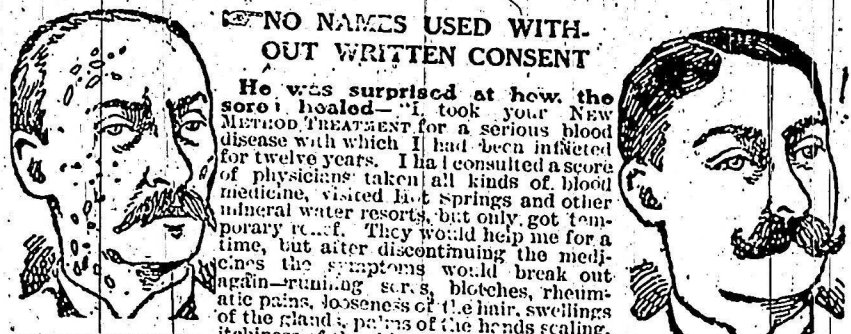 ☞NO NAMES USED WITH-
OUT WRITTEN CONSENT
He was surprised at how the
sores healed—"I took your NEW
METHOD TREATMENT for a serious blood
disease with which I had been inflicted
for twelve years. I had consulted a score
of physicians taken all kinds of blood
medicine, visited Hot Springs and other
mineral water resorts, but only got tem-
porary relief. They would help me for a
time, but after discontinuing the medi-
cines the symptoms would break out
again—running sores, blotches, rheum-
atic pains, looseness of the hair, swellings
of the glands, palms of the hands scaling,
itchiness of